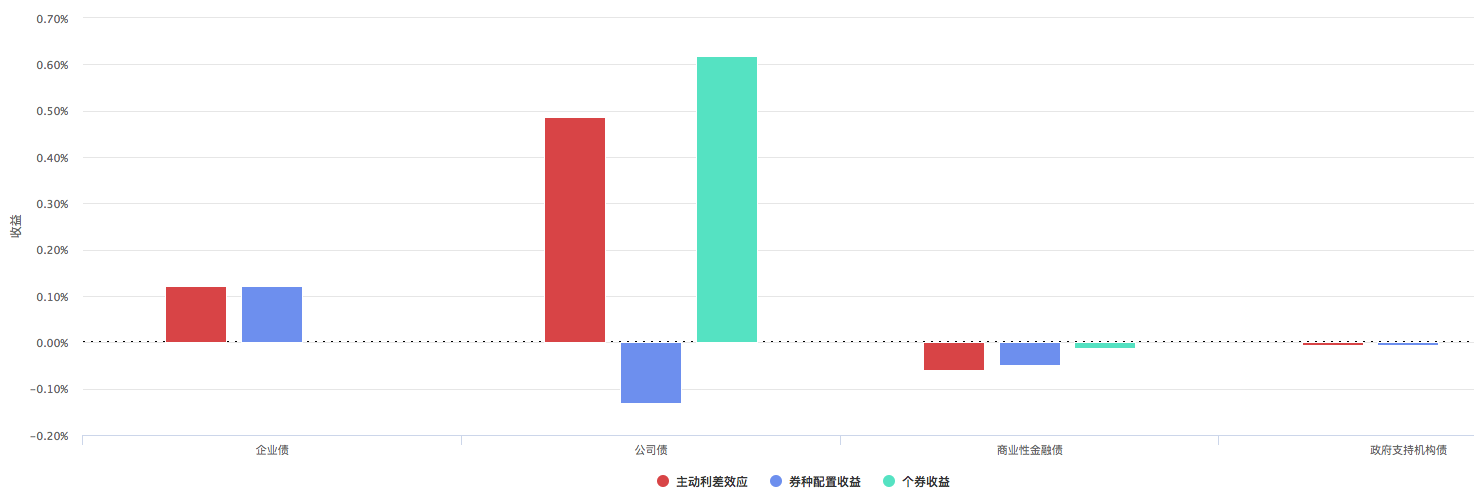 0.70%
0.60%
0.50%
0.40%
0.30%
0.20%
0.10%
0.00%
-0.10%
-0.20%
收益
企业债
公司债
商业性金融债
政府支持机构债
主动利差效应
券种配置收益
个券收益